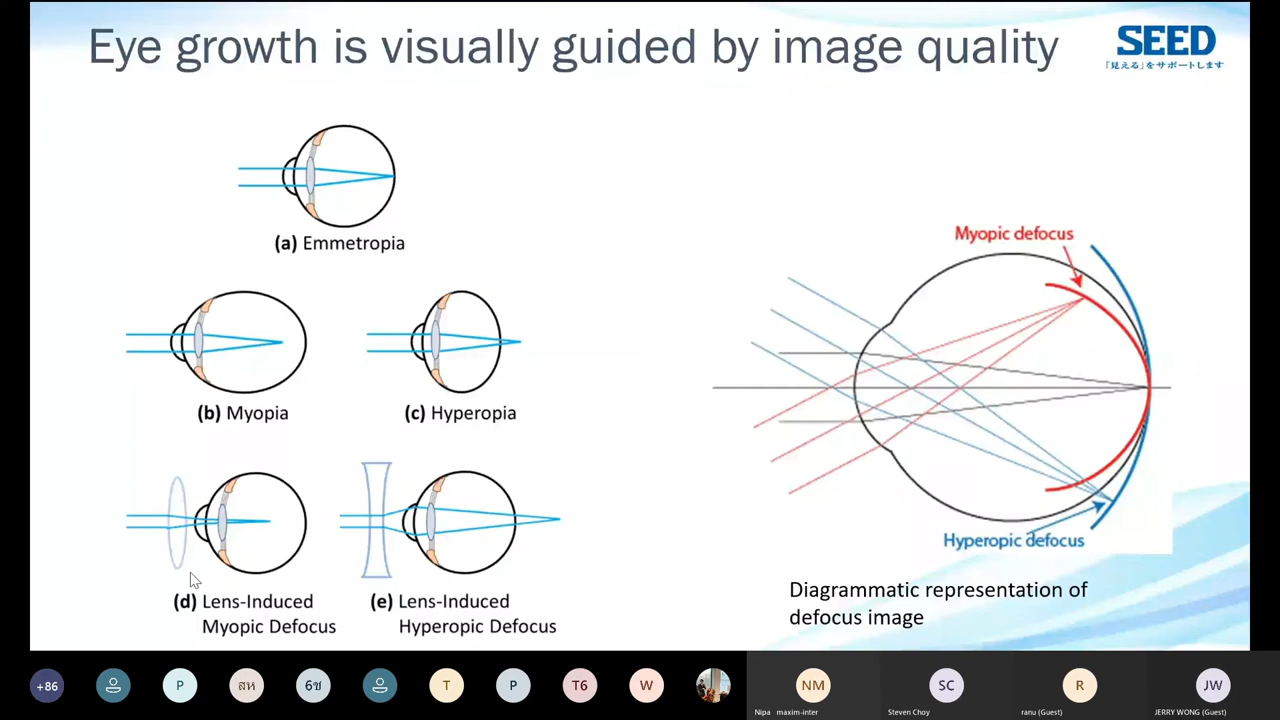 Eye growth is visually guided by image quality
SEED
「見える」をサポートします
(a) Emmetropia
(b) Myopia
(c) Hyperopia
(d) Lens-Induced
Myopic Defocus
(e) Lens-Induced
Hyperopic Defocus
Myopic defocus
Hyperopic defocus
Diagrammatic representation of
defocus image
+86
P
สห
6ช
T
P
T6
W
NM
SC
R
JW
Nipa maxim-inter
Steven Choy
ranu (Guest)
JERRY WONG (Guest)